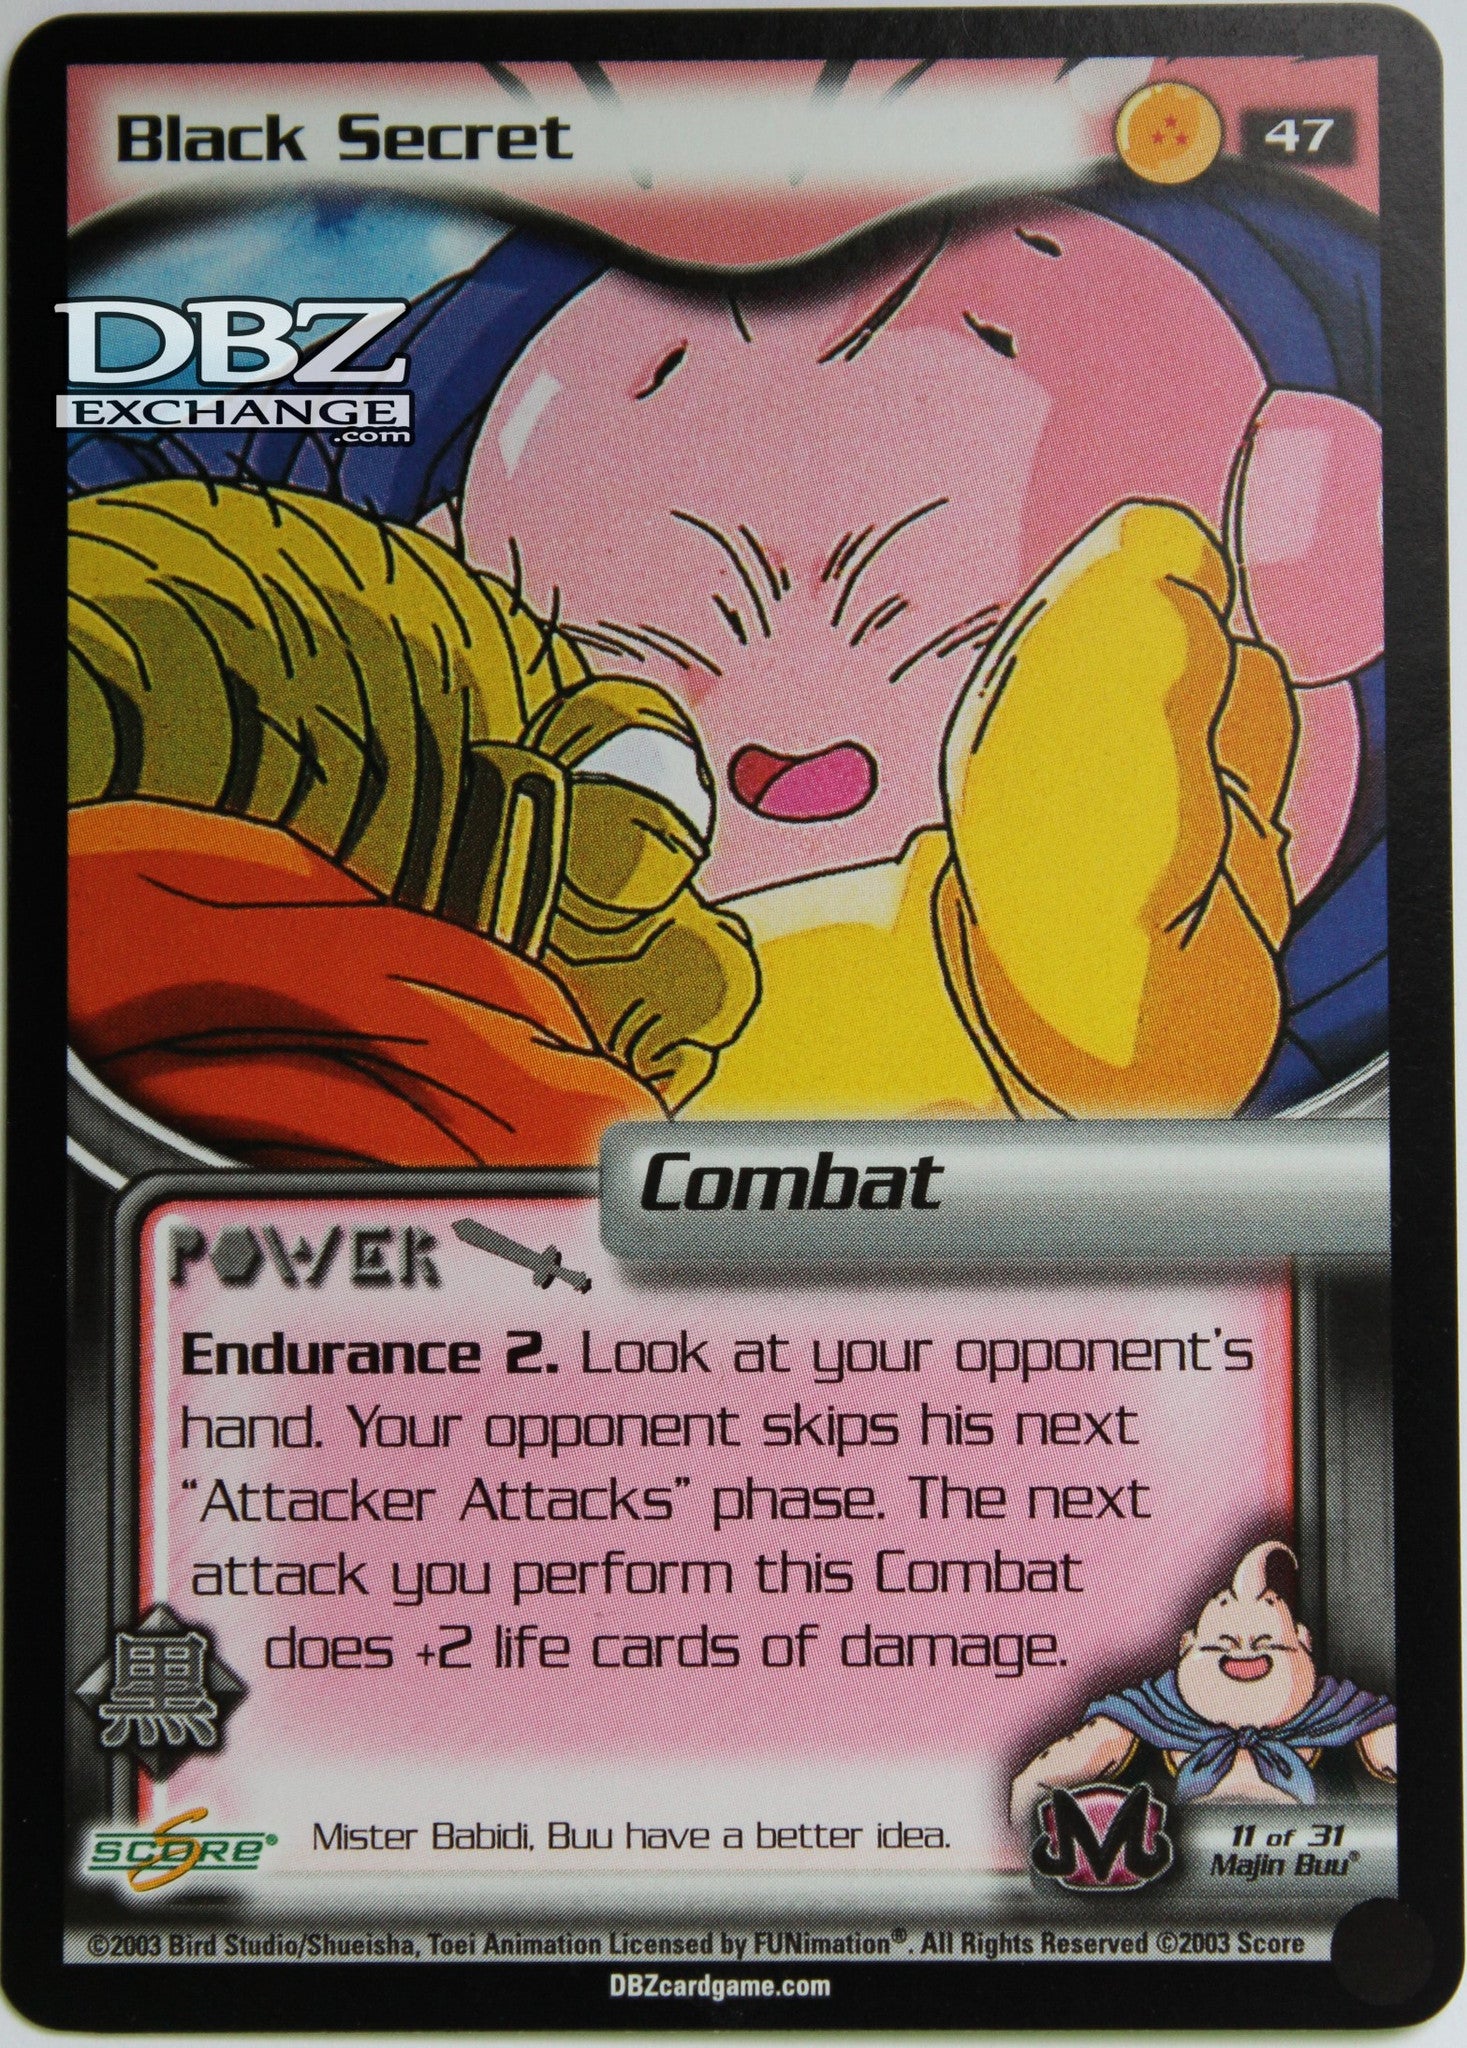 Black Secret
47
DBZ
EXCHANGE
.com
Combat
POWER
Endurance 2. Look at your opponent's
hand. Your opponent skips his next
“Attacker Attacks” phase. The next
attack you perform this Combat
does +2 life cards of damage.
黒
SCORE®
Mister Babidi, Buu have a better idea.
M
11 of 31
Majin Buu®
©2003 Bird Studio/Shueisha, Toei Animation Licensed by FUNimation®. All Rights Reserved ©2003 Score
DBZcardgame.com